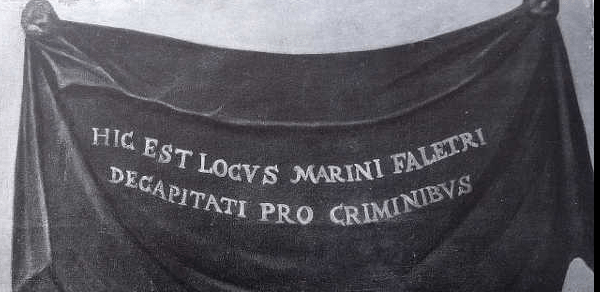 HIC EST LOCVS MARINI FALETRI
DECAPITATI PRO CRIMINIBVS